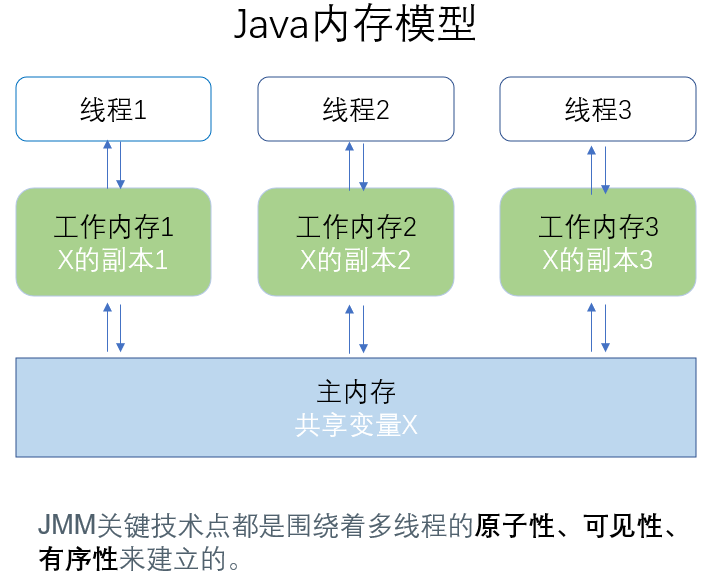 Java内存模型
线程1
线程2
线程3
工作内存1
X的副本1
工作内存2
X的副本2
工作内存3
X的副本3
主内存
共享变量X
JMM关键技术点都是围绕着多线程的原子性、可见性、
有序性来建立的。